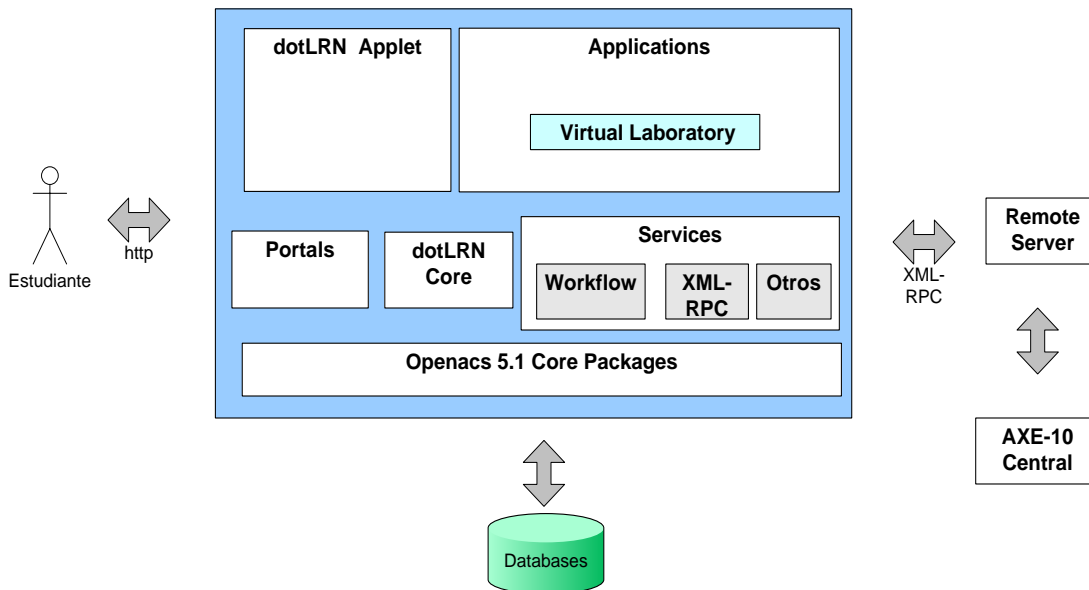 dotLRN Applet
Applications
Virtual Laboratory
Estudiante
http
Portals
dotLRN
Core
Services
Workflow
XML-
RPC
Otros
Openacs 5.1 Core Packages
XML-
RPC
Remote
Server
AXE-10
Central
Databases